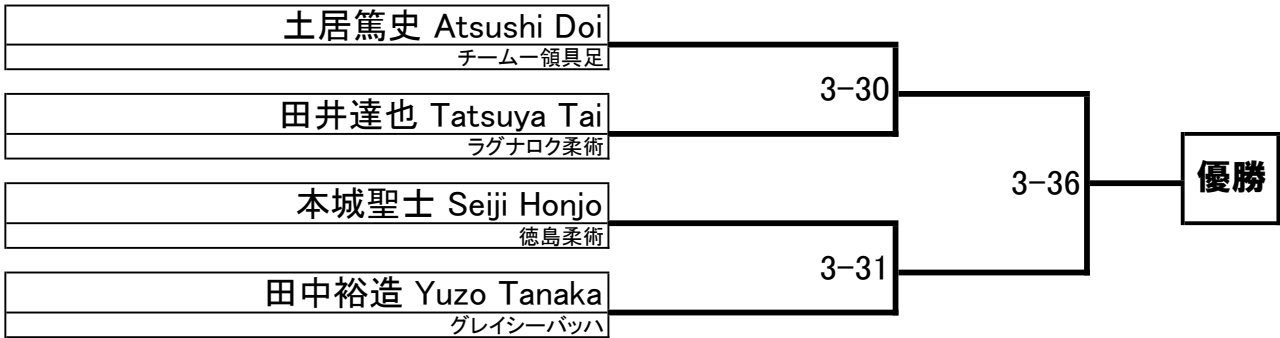 土居篤史 Atsushi Doi
チーム一領具足
3-30
田井達也 Tatsuya Tai
ラグナロク柔術
3-36
優勝
本城聖士 Seiji Honjo
徳島柔術
3-31
田中裕造 Yuzo Tanaka
グレイシーバッハ